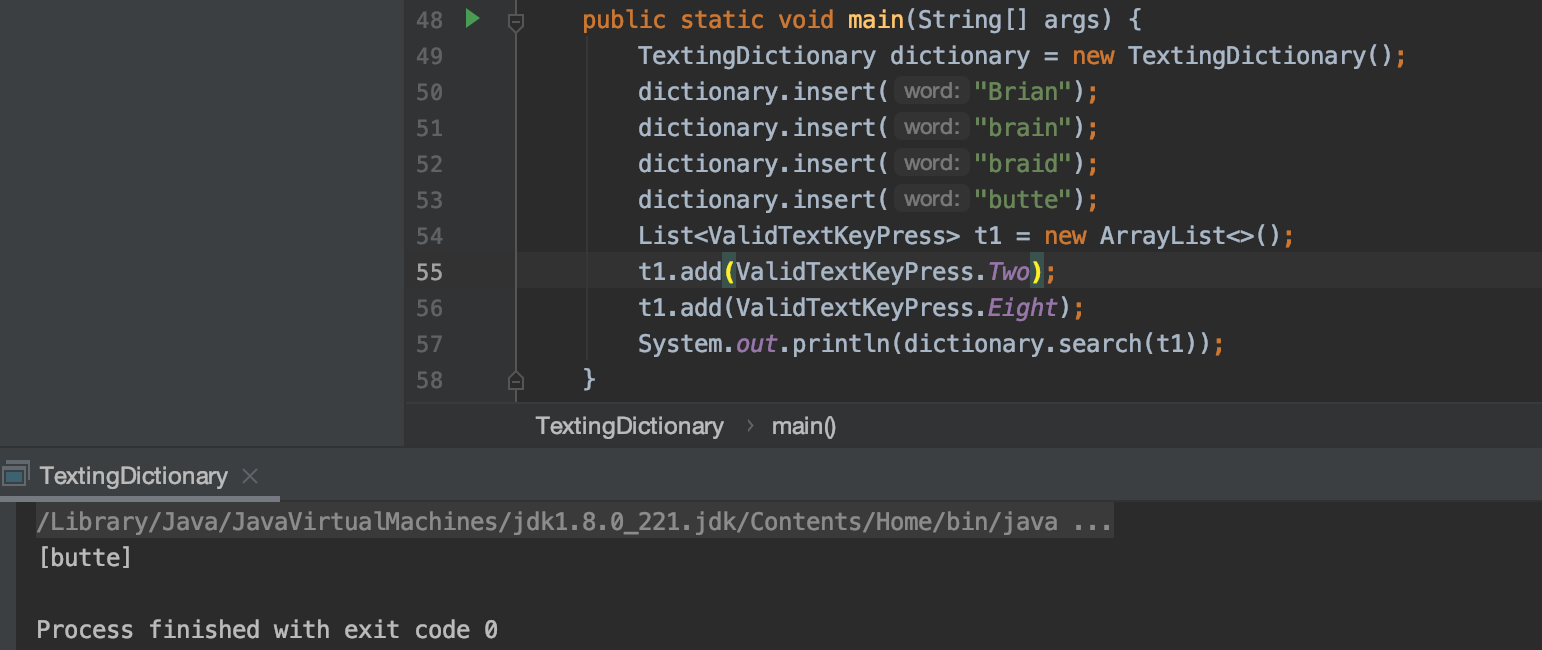 48 public static void main(String[] args) {
49 TextingDictionary dictionary = new TextingDictionary();
50 dictionary.insert( word: "Brian");
51 dictionary.insert( word: "brain");
52 dictionary.insert( word: "braid");
53 dictionary.insert( word: "butte");
54 List<ValidTextKeyPress> t1 = new ArrayList<>();
55 t1.add(ValidTextKeyPress.Two);
56 t1.add(ValidTextKeyPress.Eight);
57 System.out.println(dictionary.search(t1));
58 }
TextingDictionary › main()
TextingDictionary ×
/Library/Java/JavaVirtualMachines/jdk1.8.0_221.jdk/Contents/Home/bin/java ...
[butte]
Process finished with exit code 0